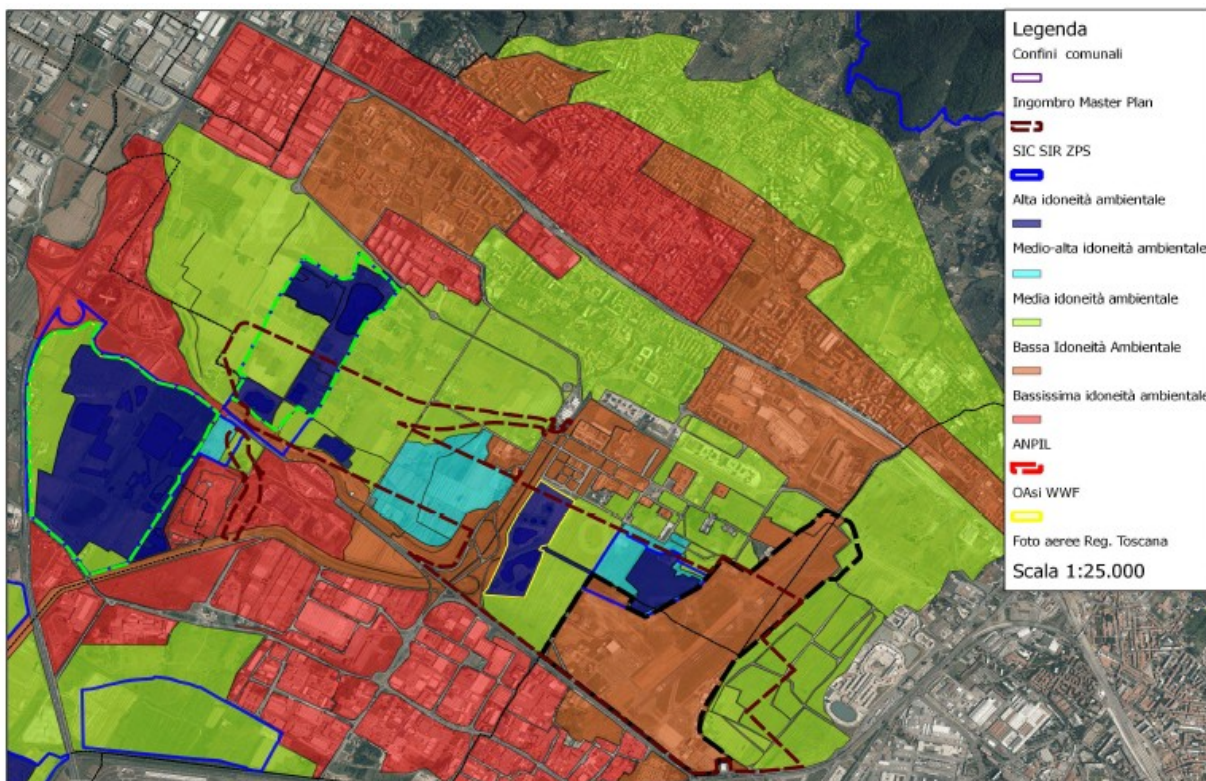 Legenda
Confini comunali
Ingombro Master Plan
SIC SIR ZPS
Alta idoneità ambientale
Medio-alta idoneità ambientale
Media idoneità ambientale
Bassa Idoneità Ambientale
Bassissima idoneità ambientale
ANPIL
OAsi WWF
Foto aeree Reg. Toscana
Scala 1:25.000